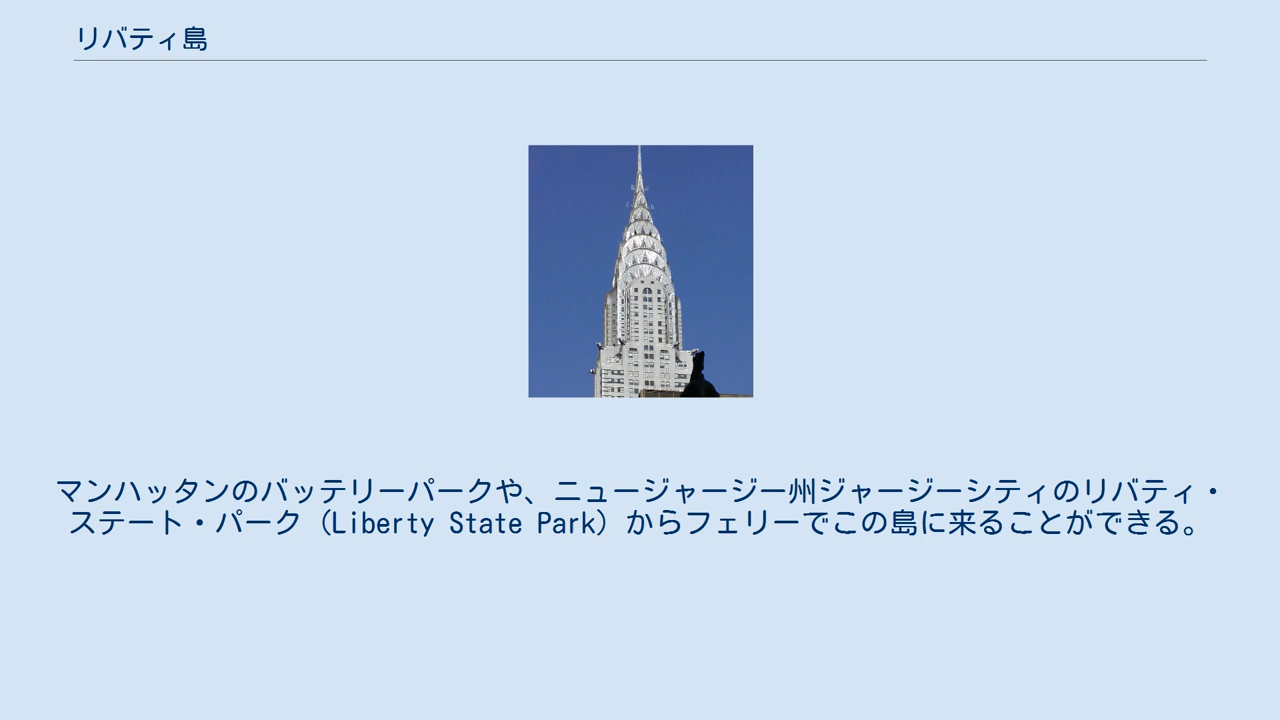 リバティ島
マンハッタンのバッテリーパークや、ニュージャージー州ジャージーシティのリバティ・
ステート・パーク（Liberty State Park）からフェリーでこの島に来ることができる。